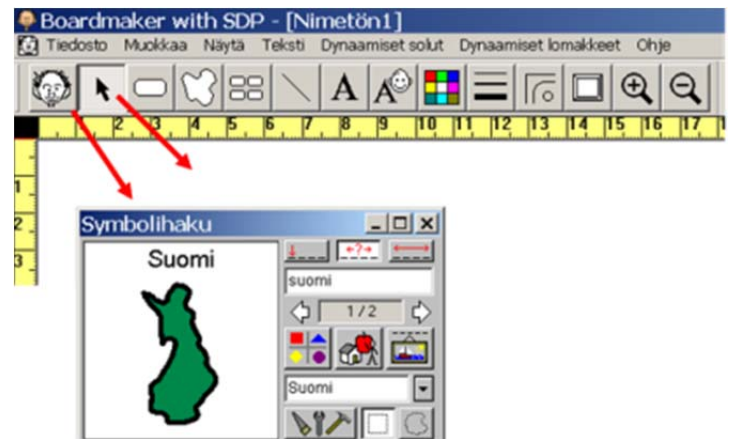 Boardmaker with SDP - [Nimetön1]
Tiedosto Muokkaa Näytä Teksti Dynaamiset solut Dynaamiset lomakkeet Ohje
A A
1 2 3 4 5 6 7 8 9 10 11 12 13 14 15 16 17 1
1
2
3
Symbolihaku
Suomi
?
suomi
1/2
Suomi